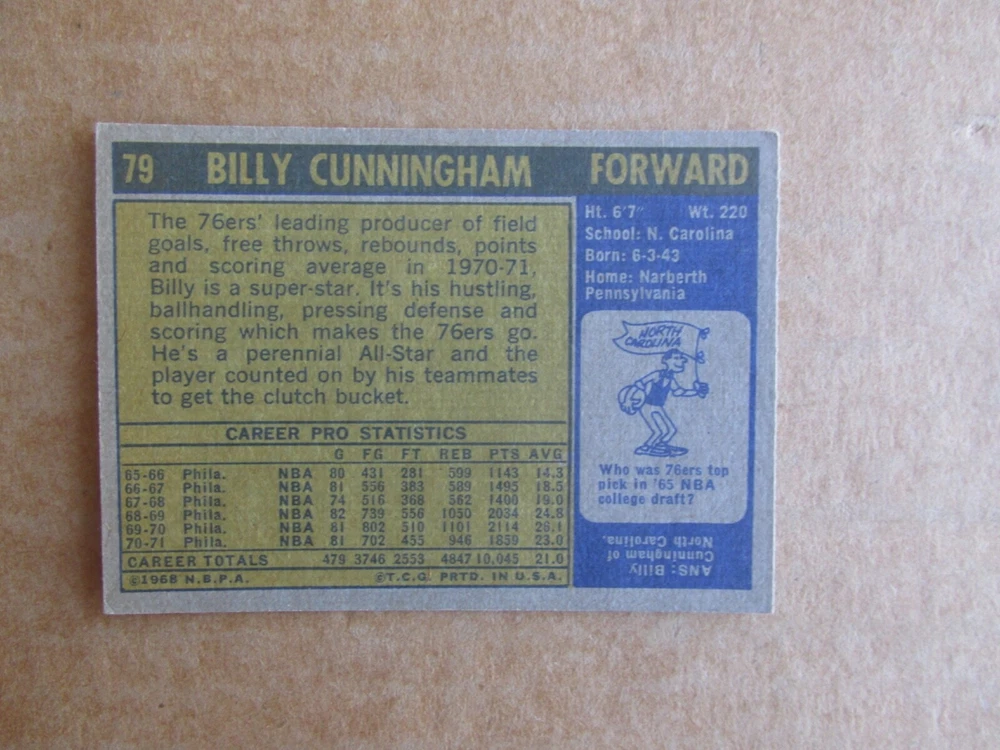 79 BILLY CUNNINGHAM FORWARD
The 76ers' leading producer of field
goals, free throws, rebounds, points
and scoring average in 1970-71,
Billy is a super-star. It's his hustling,
ballhandling, pressing defense and
scoring which makes the 76ers go.
He's a perennial All-Star and the
player counted on by his teammates
to get the clutch bucket.
CAREER PRO STATISTICS
G FG FT REB PTS AVG
65-66 Phila. NBA 80 431 281 599 1143 14.3
66-67 Phila. NBA 81 556 383 589 1495 18.5
67-68 Phila. NBA 74 516 368 562 1400 19.0
68-69 Phila. NBA 82 739 556 1050 2034 24.8
69-70 Phila. NBA 81 802 510 1101 2114 26.1
70-71 Phila. NBA 81 702 455 946 1859 23.0
CAREER TOTALS 479 3746 2553 4847 10,045 21.0
©1968 N.B.P.A. ©T.C.G. PRTD. IN U.S.A.
Ht. 6'7" Wt. 220
School: N. Carolina
Born: 6-3-43
Home: Narberth
Pennsylvania
NORTH
CAROLINA
Who was 76ers top
pick in '65 NBA
college draft?
ANS: Billy
Cunningham of
North Carolina.